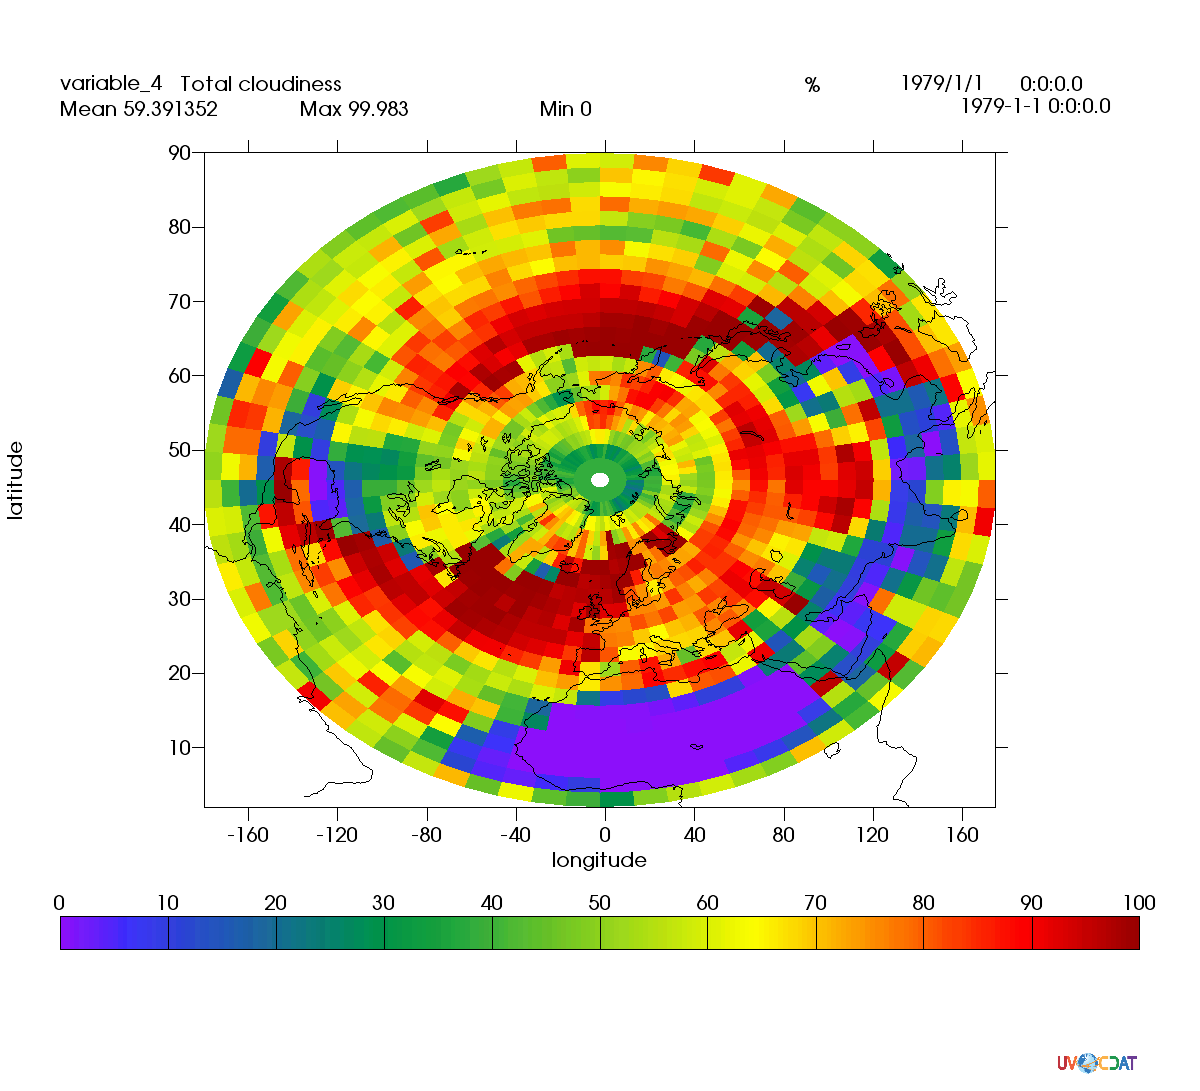 variable_4 Total cloudiness % 1979/1/1 0:0:0.0
Mean 59.391352 Max 99.983 Min 0 1979-1-1 0:0:0.0
90
80
70
60
50
40
30
20
10
latitude
-160 -120 -80 -40 0 40 80 120 160
longitude
0 10 20 30 40 50 60 70 80 90 100
UV CDAT